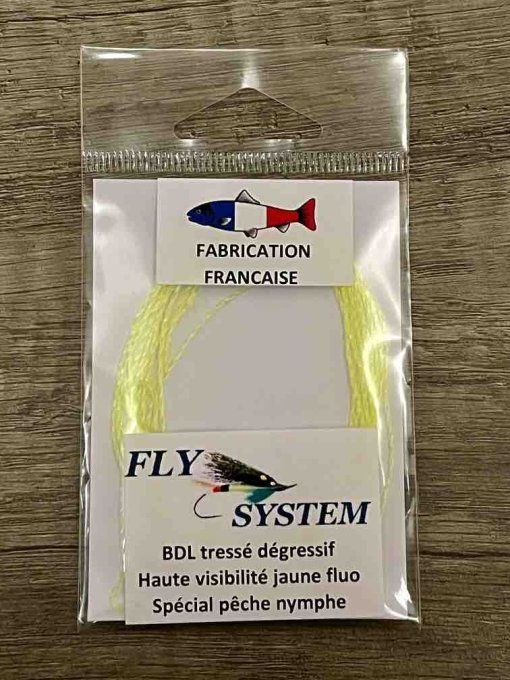 FABRICATION
FRANCAISE
FLY
SYSTEM
BDL tressé dégressif
Haute visibilité jaune fluo
Spécial pêche nymphe